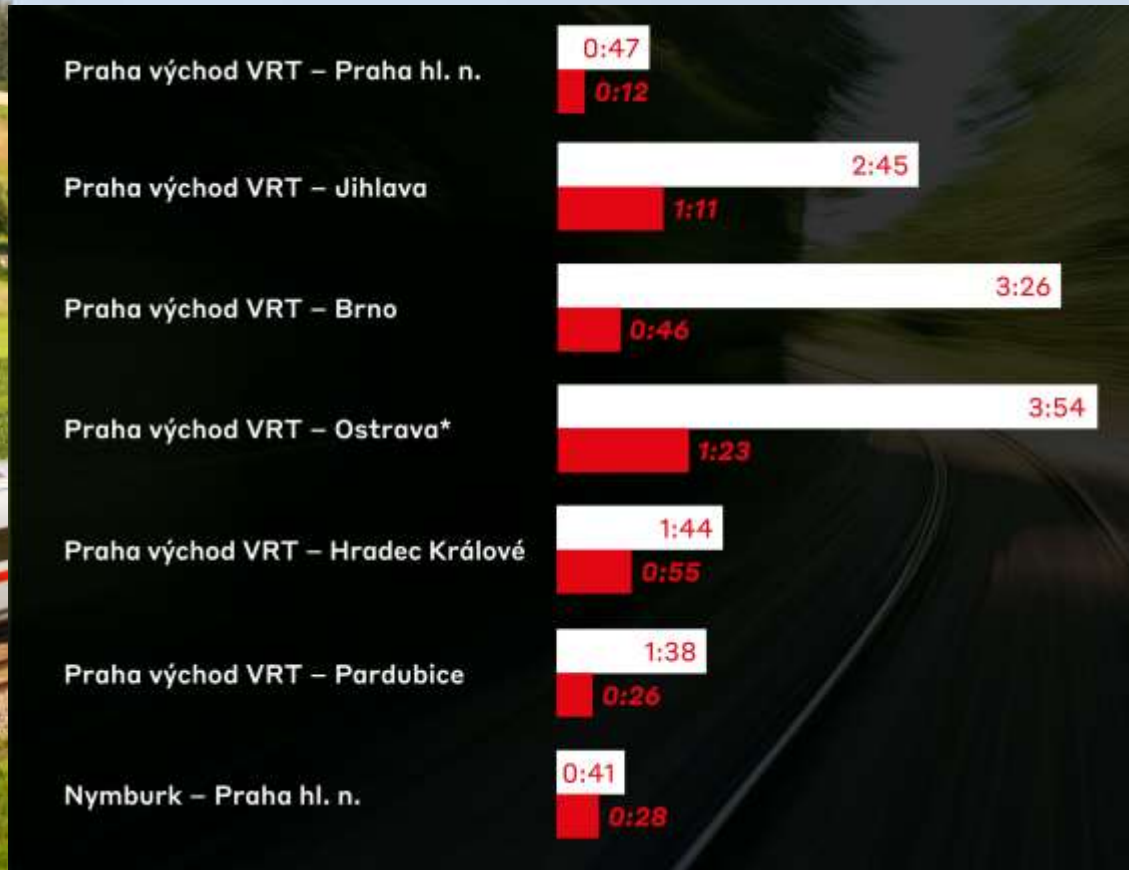 Praha východ VRT – Praha hl. n.
0:47
0:12
Praha východ VRT – Jihlava
2:45
1:11
Praha východ VRT – Brno
3:26
0:46
Praha východ VRT – Ostrava*
3:54
1:23
Praha východ VRT – Hradec Králové
1:44
0:55
Praha východ VRT – Pardubice
1:38
0:26
Nymburk – Praha hl. n.
0:41
0:28